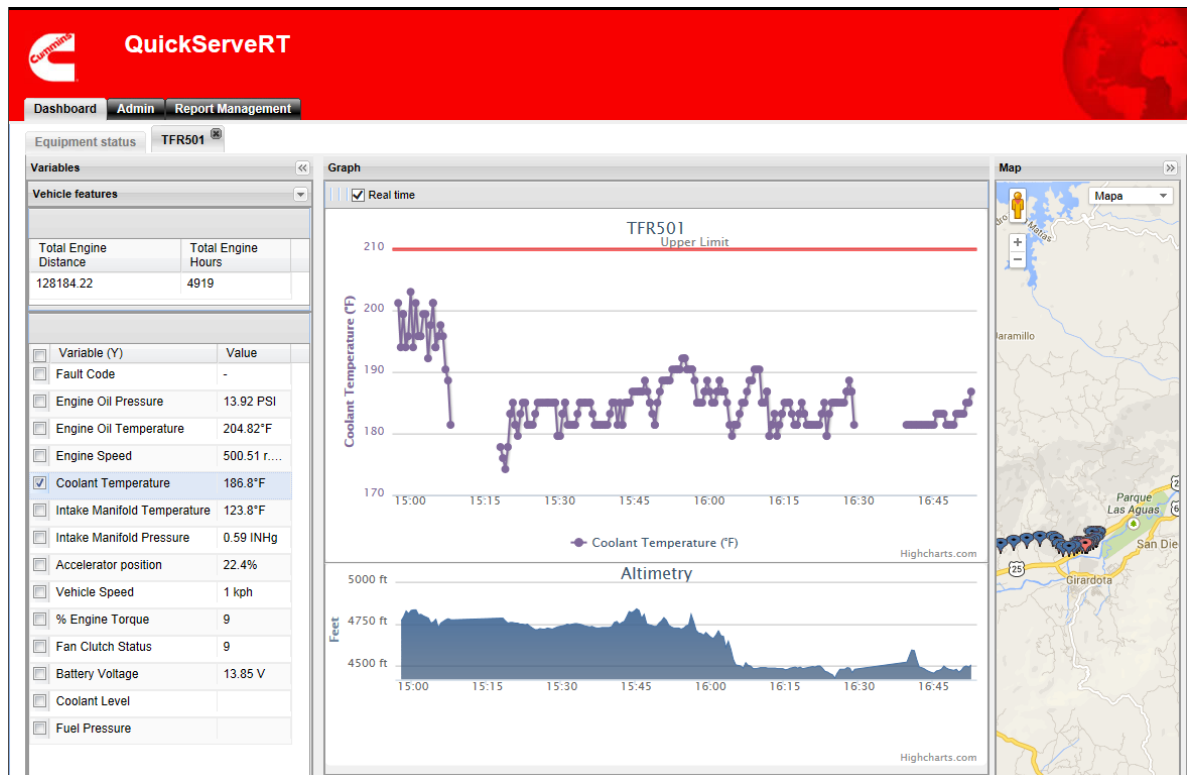 Cummins
QuickServeRT
Dashboard
Admin
Report Management
Equipment status
TFR501
Variables
Vehicle features
Total Engine Distance
Total Engine Hours
128184.22
4919
Variable (Y)
Value
Fault Code
-
Engine Oil Pressure
13.92 PSI
Engine Oil Temperature
204.82°F
Engine Speed
500.51 r....
Coolant Temperature
186.8°F
Intake Manifold Temperature
123.8°F
Intake Manifold Pressure
0.59 INHg
Accelerator position
22.4%
Vehicle Speed
1 kph
% Engine Torque
9
Fan Clutch Status
9
Battery Voltage
13.85 V
Coolant Level
Fuel Pressure
Graph
Real time
TFR501
Upper Limit
Coolant Temperature (°F)
210
200
190
180
170
15:00
15:15
15:30
15:45
16:00
16:15
16:30
16:45
Coolant Temperature (°F)
Highcharts.com
Altimetry
Feet
5000 ft
4750 ft
4500 ft
15:00
15:15
15:30
15:45
16:00
16:15
16:30
16:45
Highcharts.com
Map
Mapa
Matias
+
−
Jaramillo
Parque
Las Aguas
San Die
25
Girardota